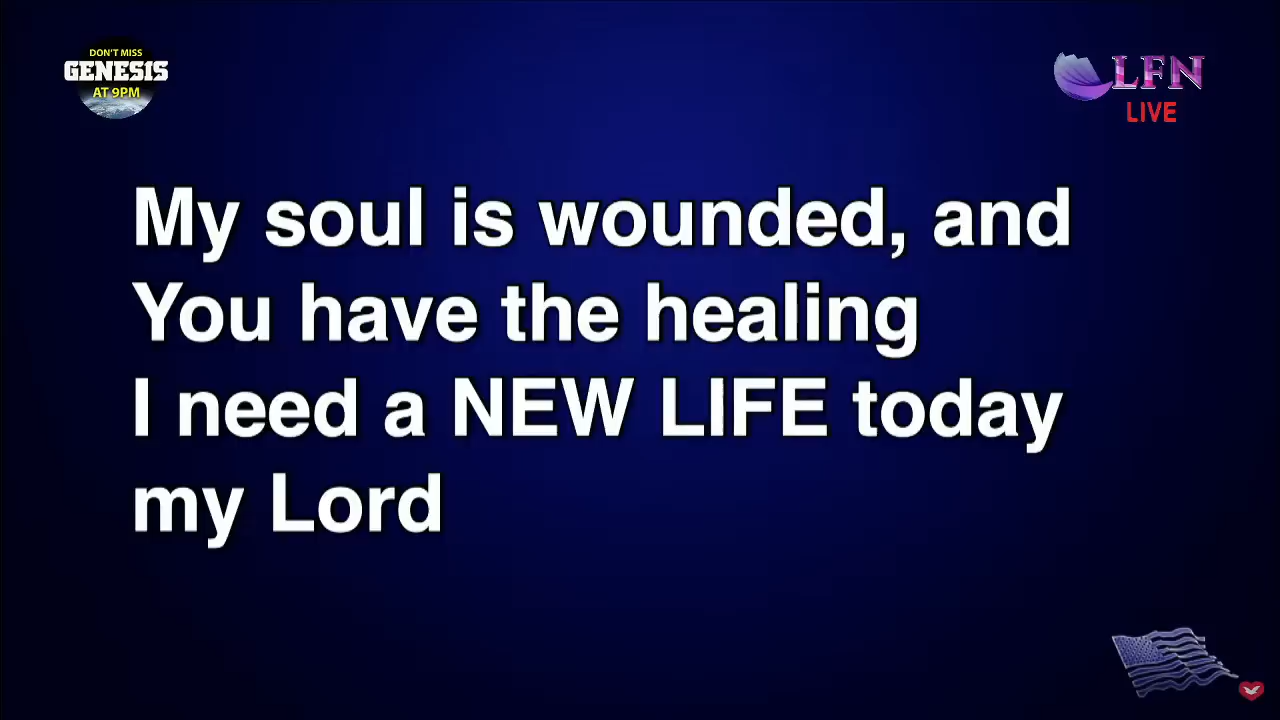 DON'T MISS
GENESIS
AT 9PM
LFN
LIVE
My soul is wounded, and
You have the healing
I need a NEW LIFE today
my Lord